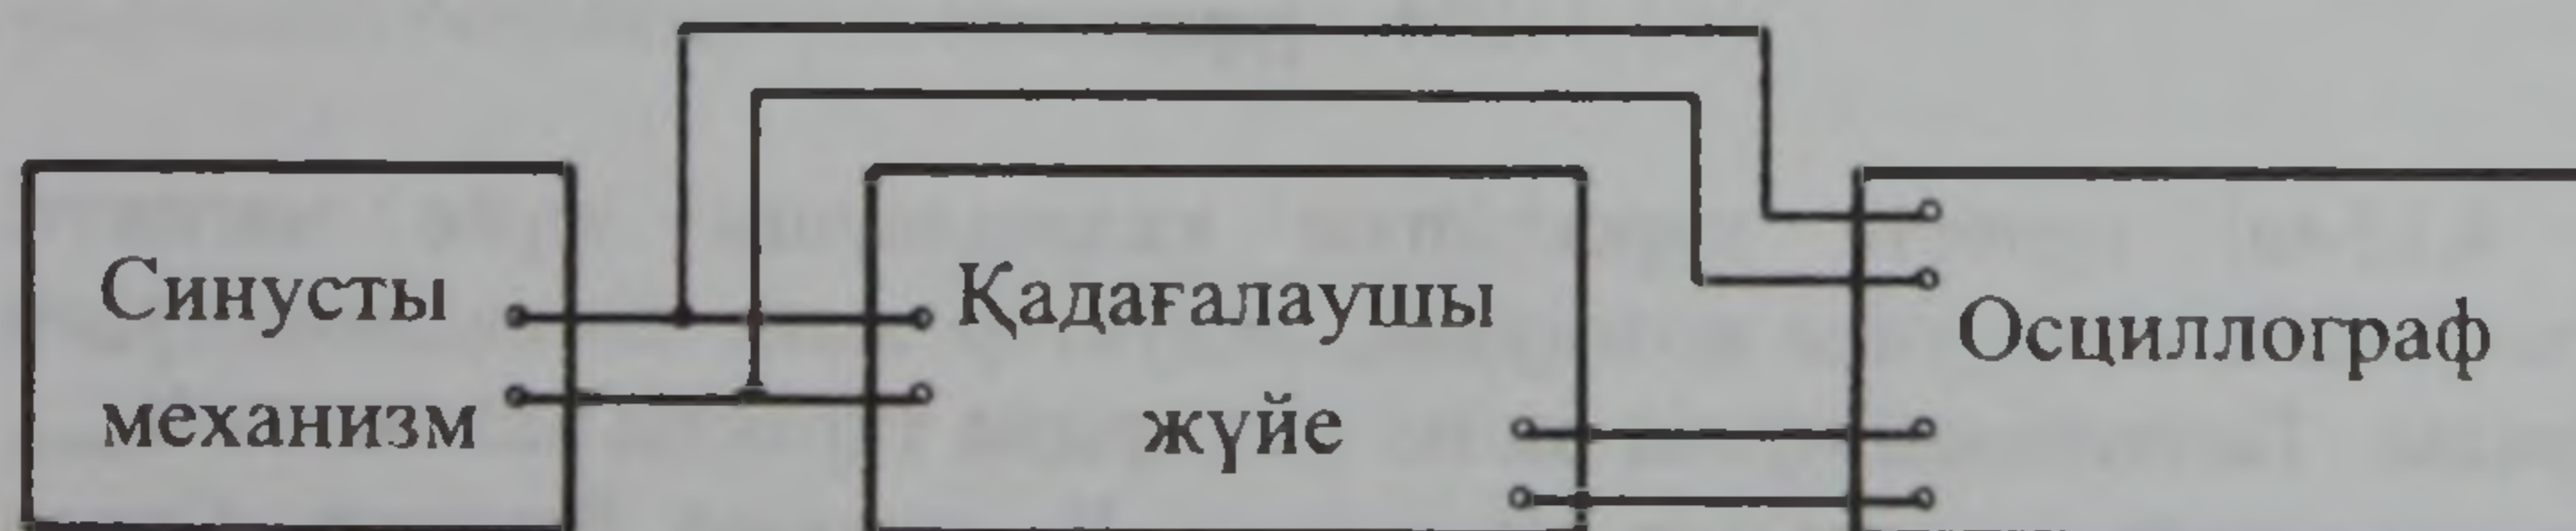 Синусты
механизм
Қадағалаушы
жүйе
Осциллограф